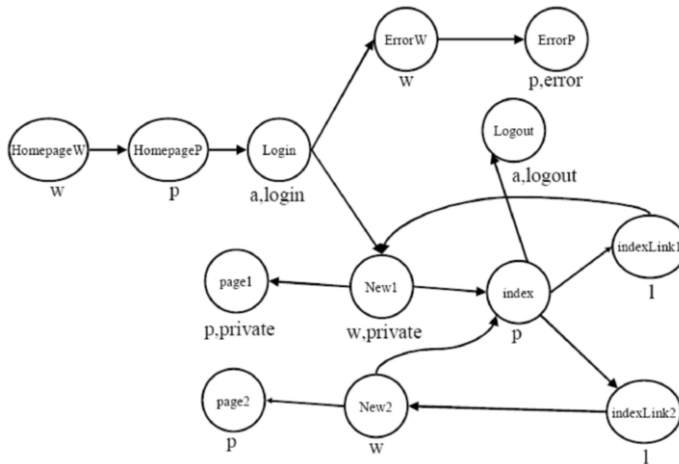 ErrorW
ErrorP
w
p,error
HomepageW
HomepageP
Login
Logout
w
p
a,login
a,logout
indexLink1
page1
New1
index
l
p,private
w,private
p
page2
New2
indexLink2
p
w
l